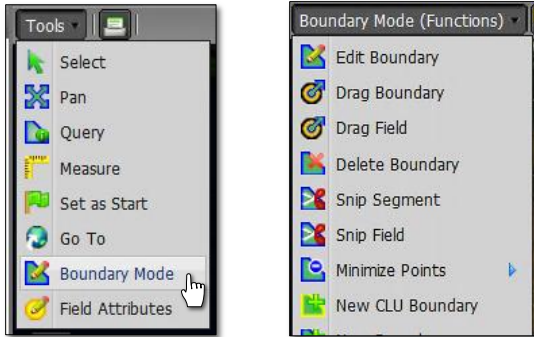 Tools
Select
Pan
Query
Measure
Set as Start
Go To
Boundary Mode
Field Attributes
Boundary Mode (Functions)
Edit Boundary
Drag Boundary
Drag Field
Delete Boundary
Snip Segment
Snip Field
Minimize Points
New CLU Boundary